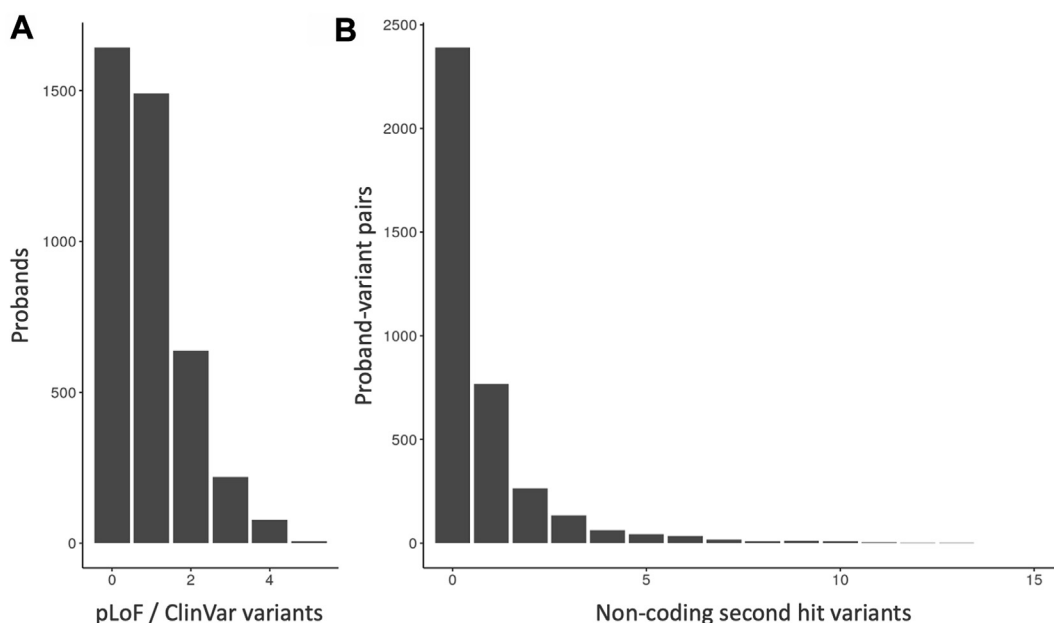 A
B
Probands
1500
1000
500
0
0 2 4
pLoF / ClinVar variants
Proband-variant pairs
2500
2000
1500
1000
500
0
0 5 10 15
Non-coding second hit variants